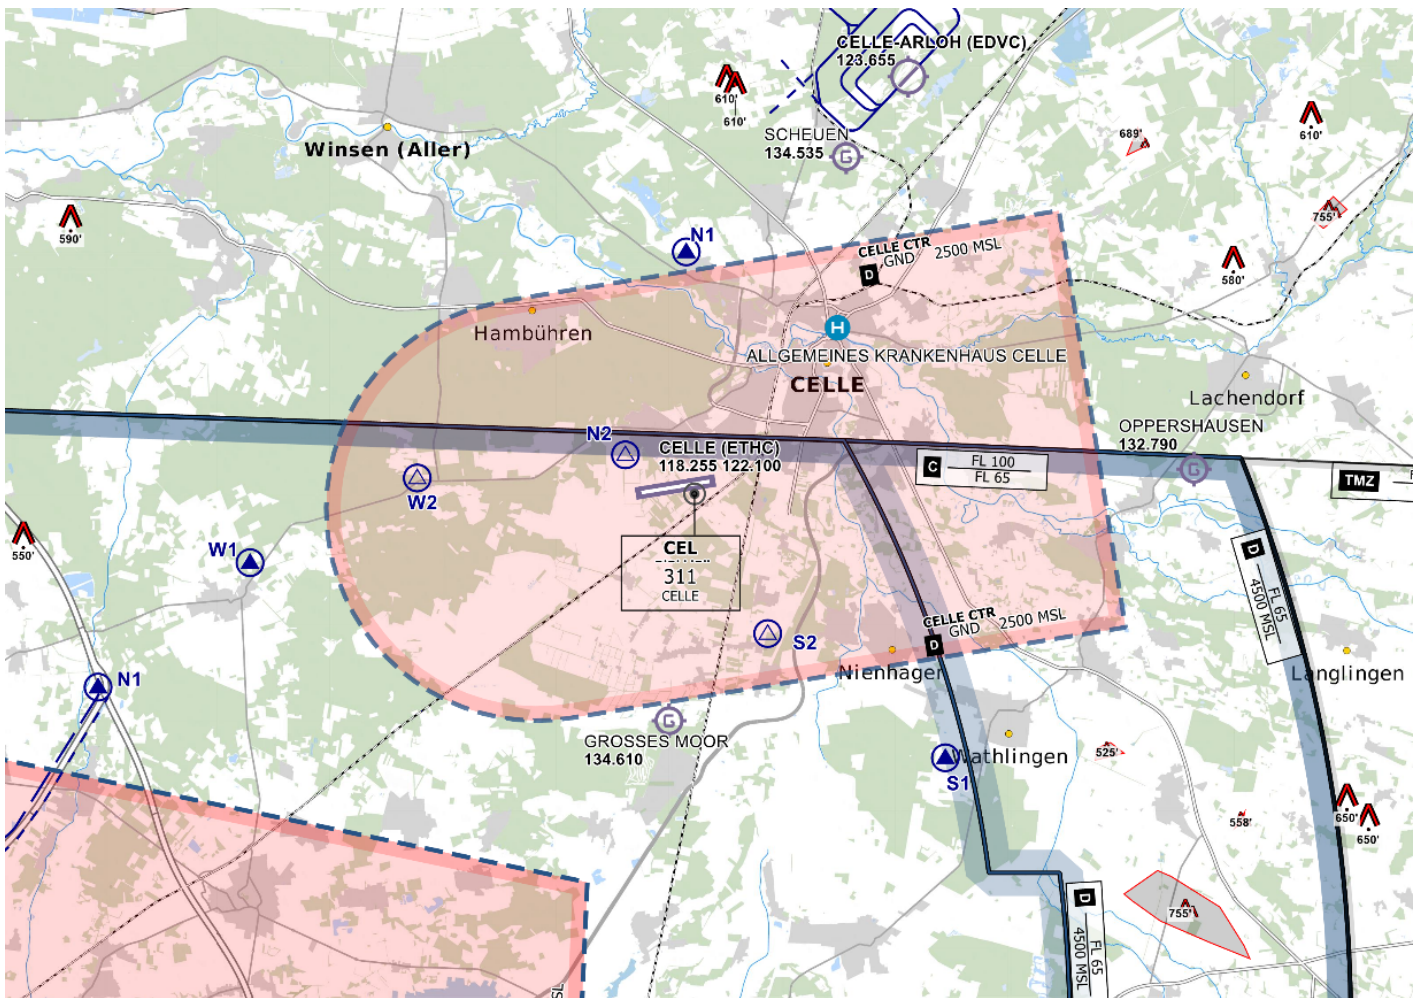 CELLE-ARLOH (EDVC)
123.655
610'
610'
SCHEUEN
134.535
689'
610'
Winsen (Aller)
590'
755'
N1
CELLE CTR
GND 2500 MSL
D
580'
Hambühren
H
ALLGEMEINES KRANKENHAUS CELLE
CELLE
Lachendorf
OPPERSHAUSEN
132.790
N2
CELLE (ETHC)
118.255 122.100
C
FL 100
FL 65
G
TMZ
F
W2
W1
550'
CEL
311
CELLE
D
FL 65
4500 MSL
CELLE CTR
GND 2500 MSL
D
S2
Nienhagen
Langlingen
N1
G
GROSSES MOOR
134.610
Wathlingen
S1
525'
558'
650'
650'
755'
D
FL 65
4500 MSL
G
SL